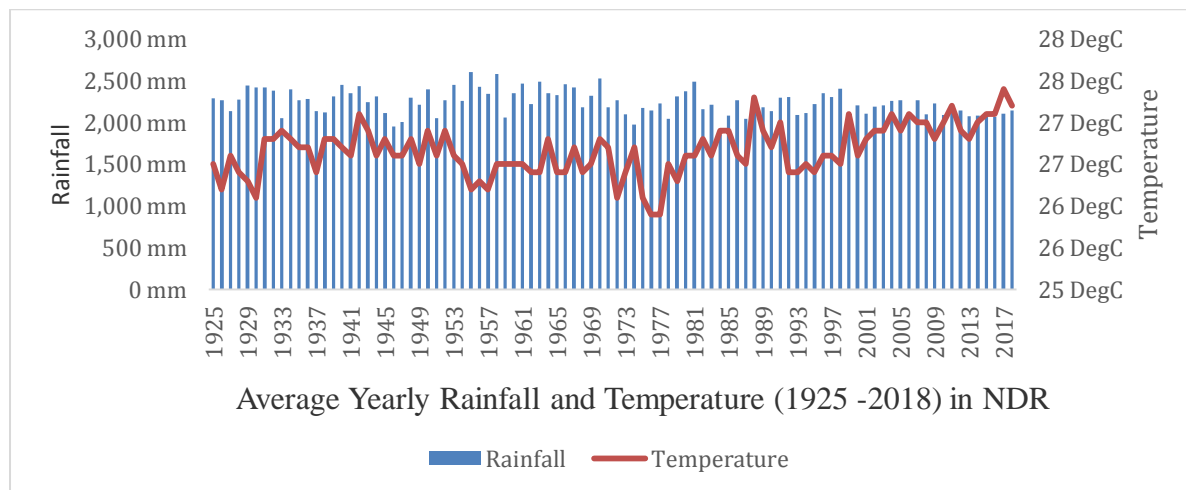 3,000 mm
2,500 mm
2,000 mm
1,500 mm
1,000 mm
500 mm
0 mm
Rainfall
28 DegC
28 DegC
27 DegC
27 DegC
26 DegC
26 DegC
25 DegC
Temperature
1925
1929
1933
1937
1941
1945
1949
1953
1957
1961
1965
1969
1973
1977
1981
1985
1989
1993
1997
2001
2005
2009
2013
2017
Average Yearly Rainfall and Temperature (1925 -2018) in NDR
Rainfall
Temperature